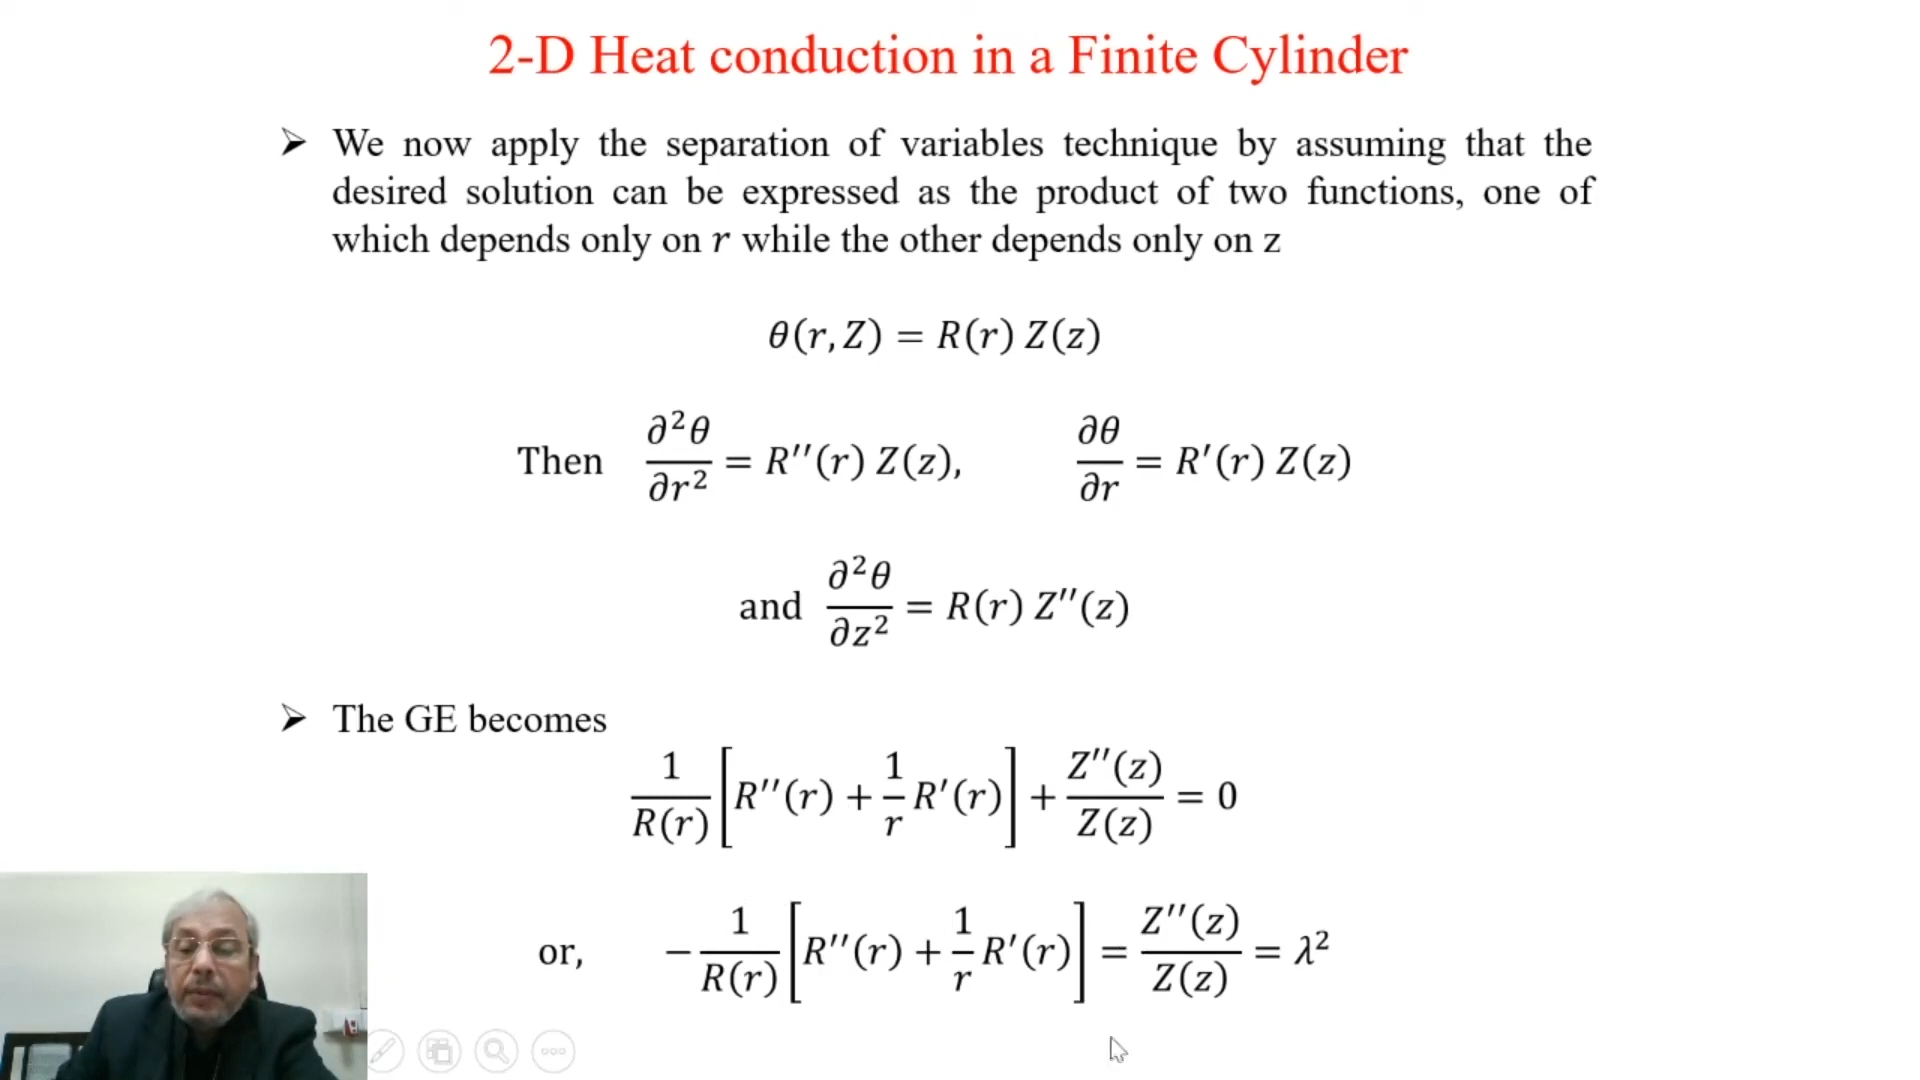 2-D Heat conduction in a Finite Cylinder
➢ We now apply the separation of variables technique by assuming that the
desired solution can be expressed as the product of two functions, one of
which depends only on r while the other depends only on z
θ(r, Z) = R(r) Z(z)
Then ∂²θ/∂r² = R′′(r) Z(z), ∂θ/∂r = R′(r) Z(z)
and ∂²θ/∂z² = R(r) Z′′(z)
➢ The GE becomes
1/R(r) [R′′(r) + 1/r R′(r)] + Z′′(z)/Z(z) = 0
or, − 1/R(r) [R′′(r) + 1/r R′(r)] = Z′′(z)/Z(z) = λ²